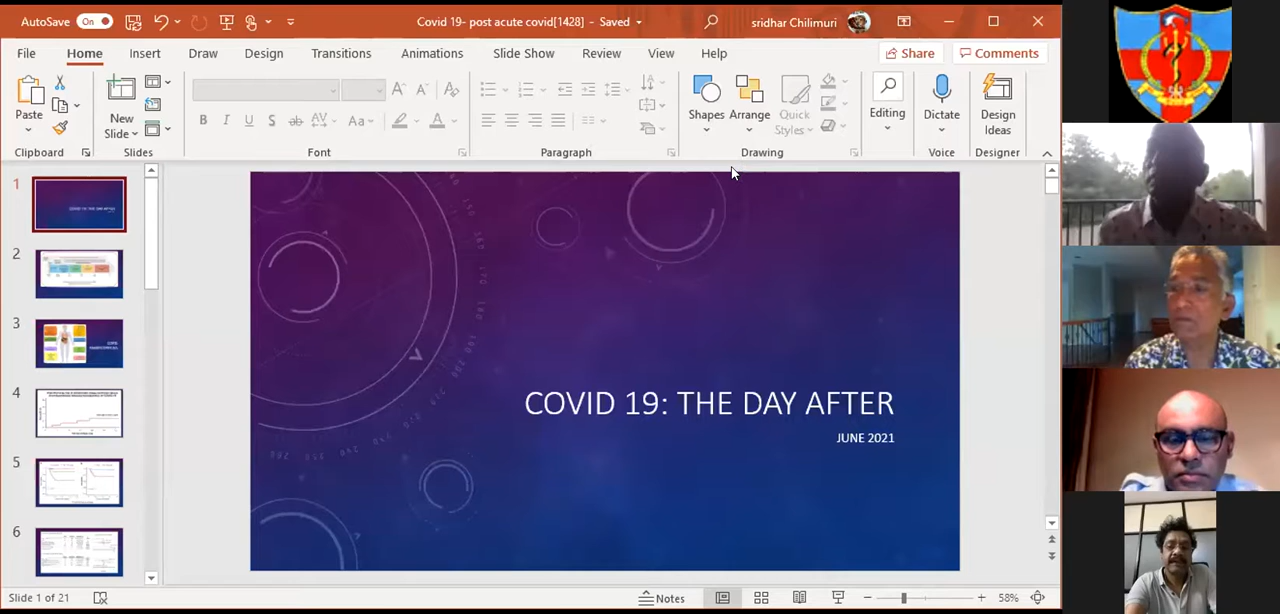 AutoSave On
Covid 19- post acute covid[1428] - Saved
sridhar Chilimuri
File Home Insert Draw Design Transitions Animations Slide Show Review View Help
Share Comments
Paste
New
Slide
Shapes
Arrange
Quick
Styles
Editing
Dictate
Design
Ideas
Clipboard
Slides
Font
Paragraph
Drawing
Voice
Designer
1
2
3
4
5
6
COVID 19: THE DAY AFTER
JUNE 2021
Slide 1 of 21
Notes
58%